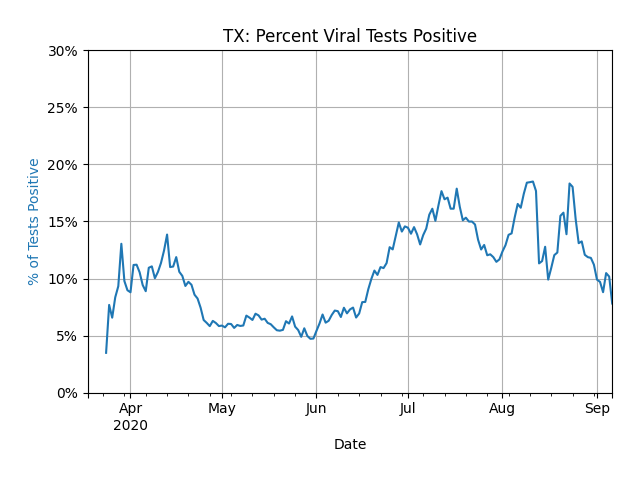 TX: Percent Viral Tests Positive
30%
25%
20%
15%
10%
5%
0%
% of Tests Positive
Apr
2020
May
Jun
Jul
Aug
Sep
Date